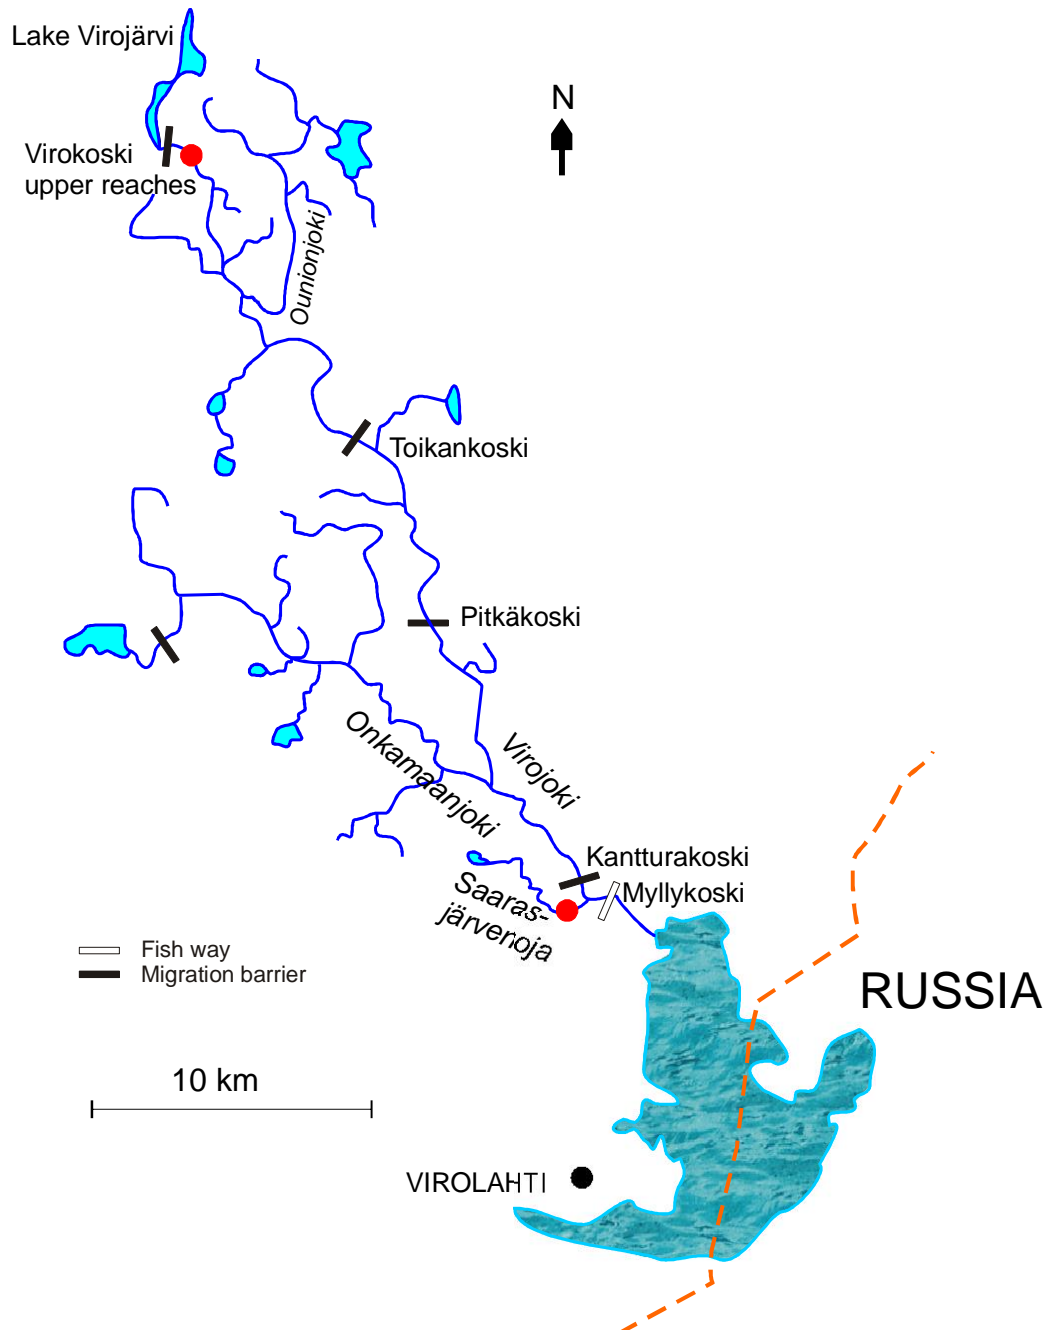 Lake Virojärvi
N
Virokoski
upper reaches
Ounionjoki
Toikankoski
Pitkäkoski
Onkamaanjoki
Virojoki
Kantturakoski
Myllykoski
Saaras-
järvenoja
Fish way
Migration barrier
RUSSIA
10 km
VIROLAHTI